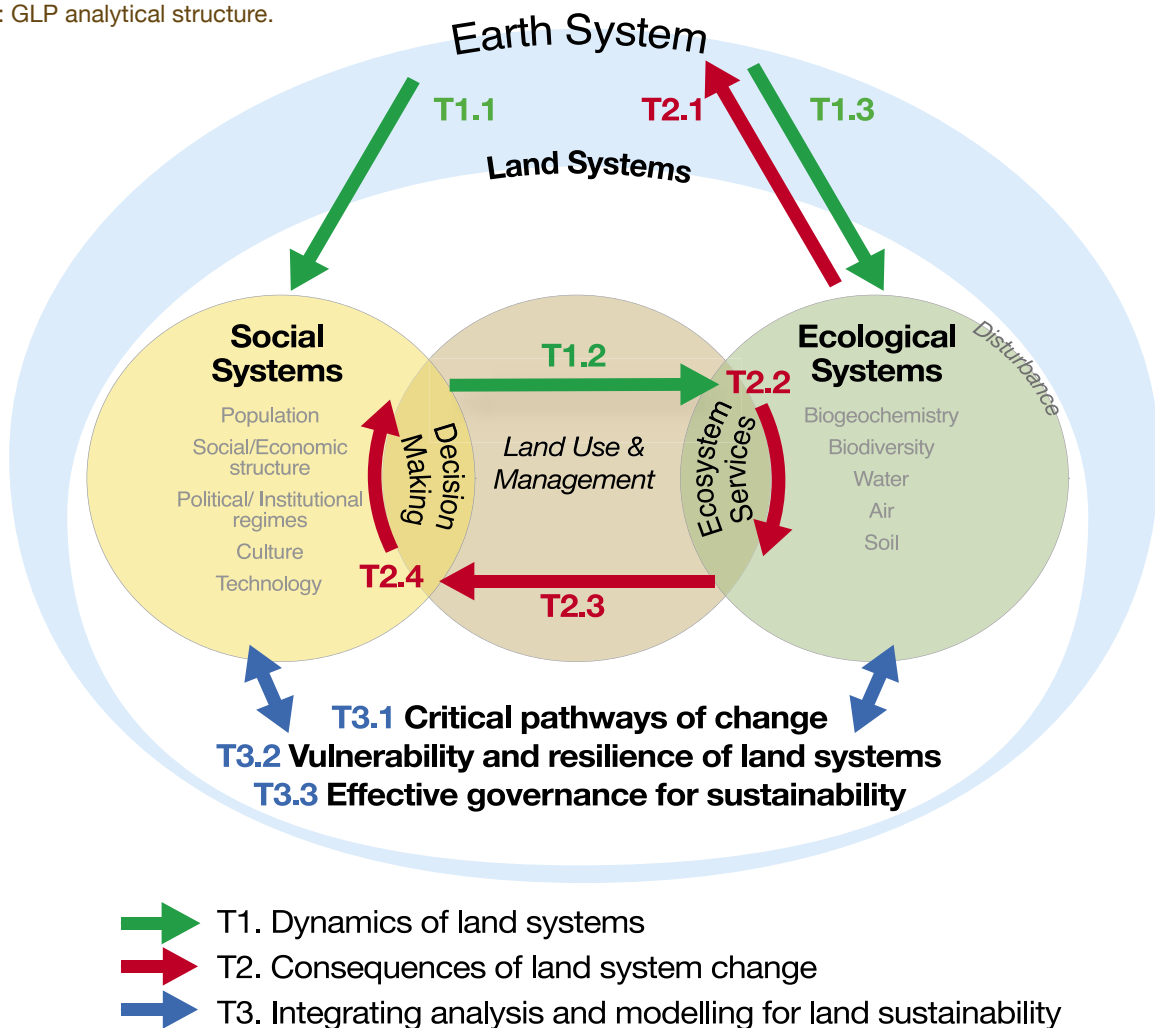 : GLP analytical structure.
Earth System
T1.1
T2.1
T1.3
Land Systems
Social
Systems
Population
Social/Economic
structure
Political/ Institutional
regimes
Culture
Technology
Decision
Making
T1.2
Land Use &
Management
T2.2
Ecosystem
Services
Ecological
Systems
Disturbance
Biogeochemistry
Biodiversity
Water
Air
Soil
T2.4
T2.3
T3.1 Critical pathways of change
T3.2 Vulnerability and resilience of land systems
T3.3 Effective governance for sustainability
T1. Dynamics of land systems
T2. Consequences of land system change
T3. Integrating analysis and modelling for land sustainability